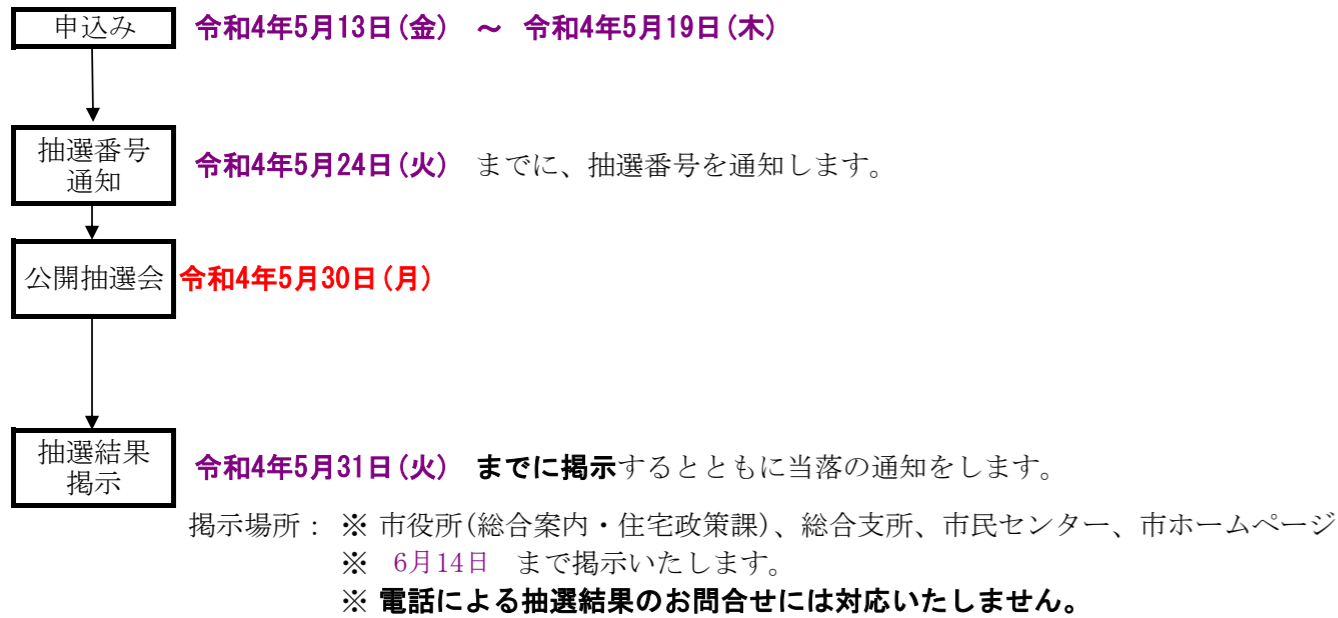 申込み 令和4年5月13日(金) ～ 令和4年5月19日(木)
抽選番号
通知
令和4年5月24日(火) までに、抽選番号を通知します。
公開抽選会 令和4年5月30日(月)
抽選結果
掲示
令和4年5月31日(火) までに掲示するとともに当落の通知をします。
掲示場所： ※ 市役所(総合案内・住宅政策課)、総合支所、市民センター、市ホームページ
※ 6月14日 まで掲示いたします。
※ 電話による抽選結果のお問合せには対応いたしません。